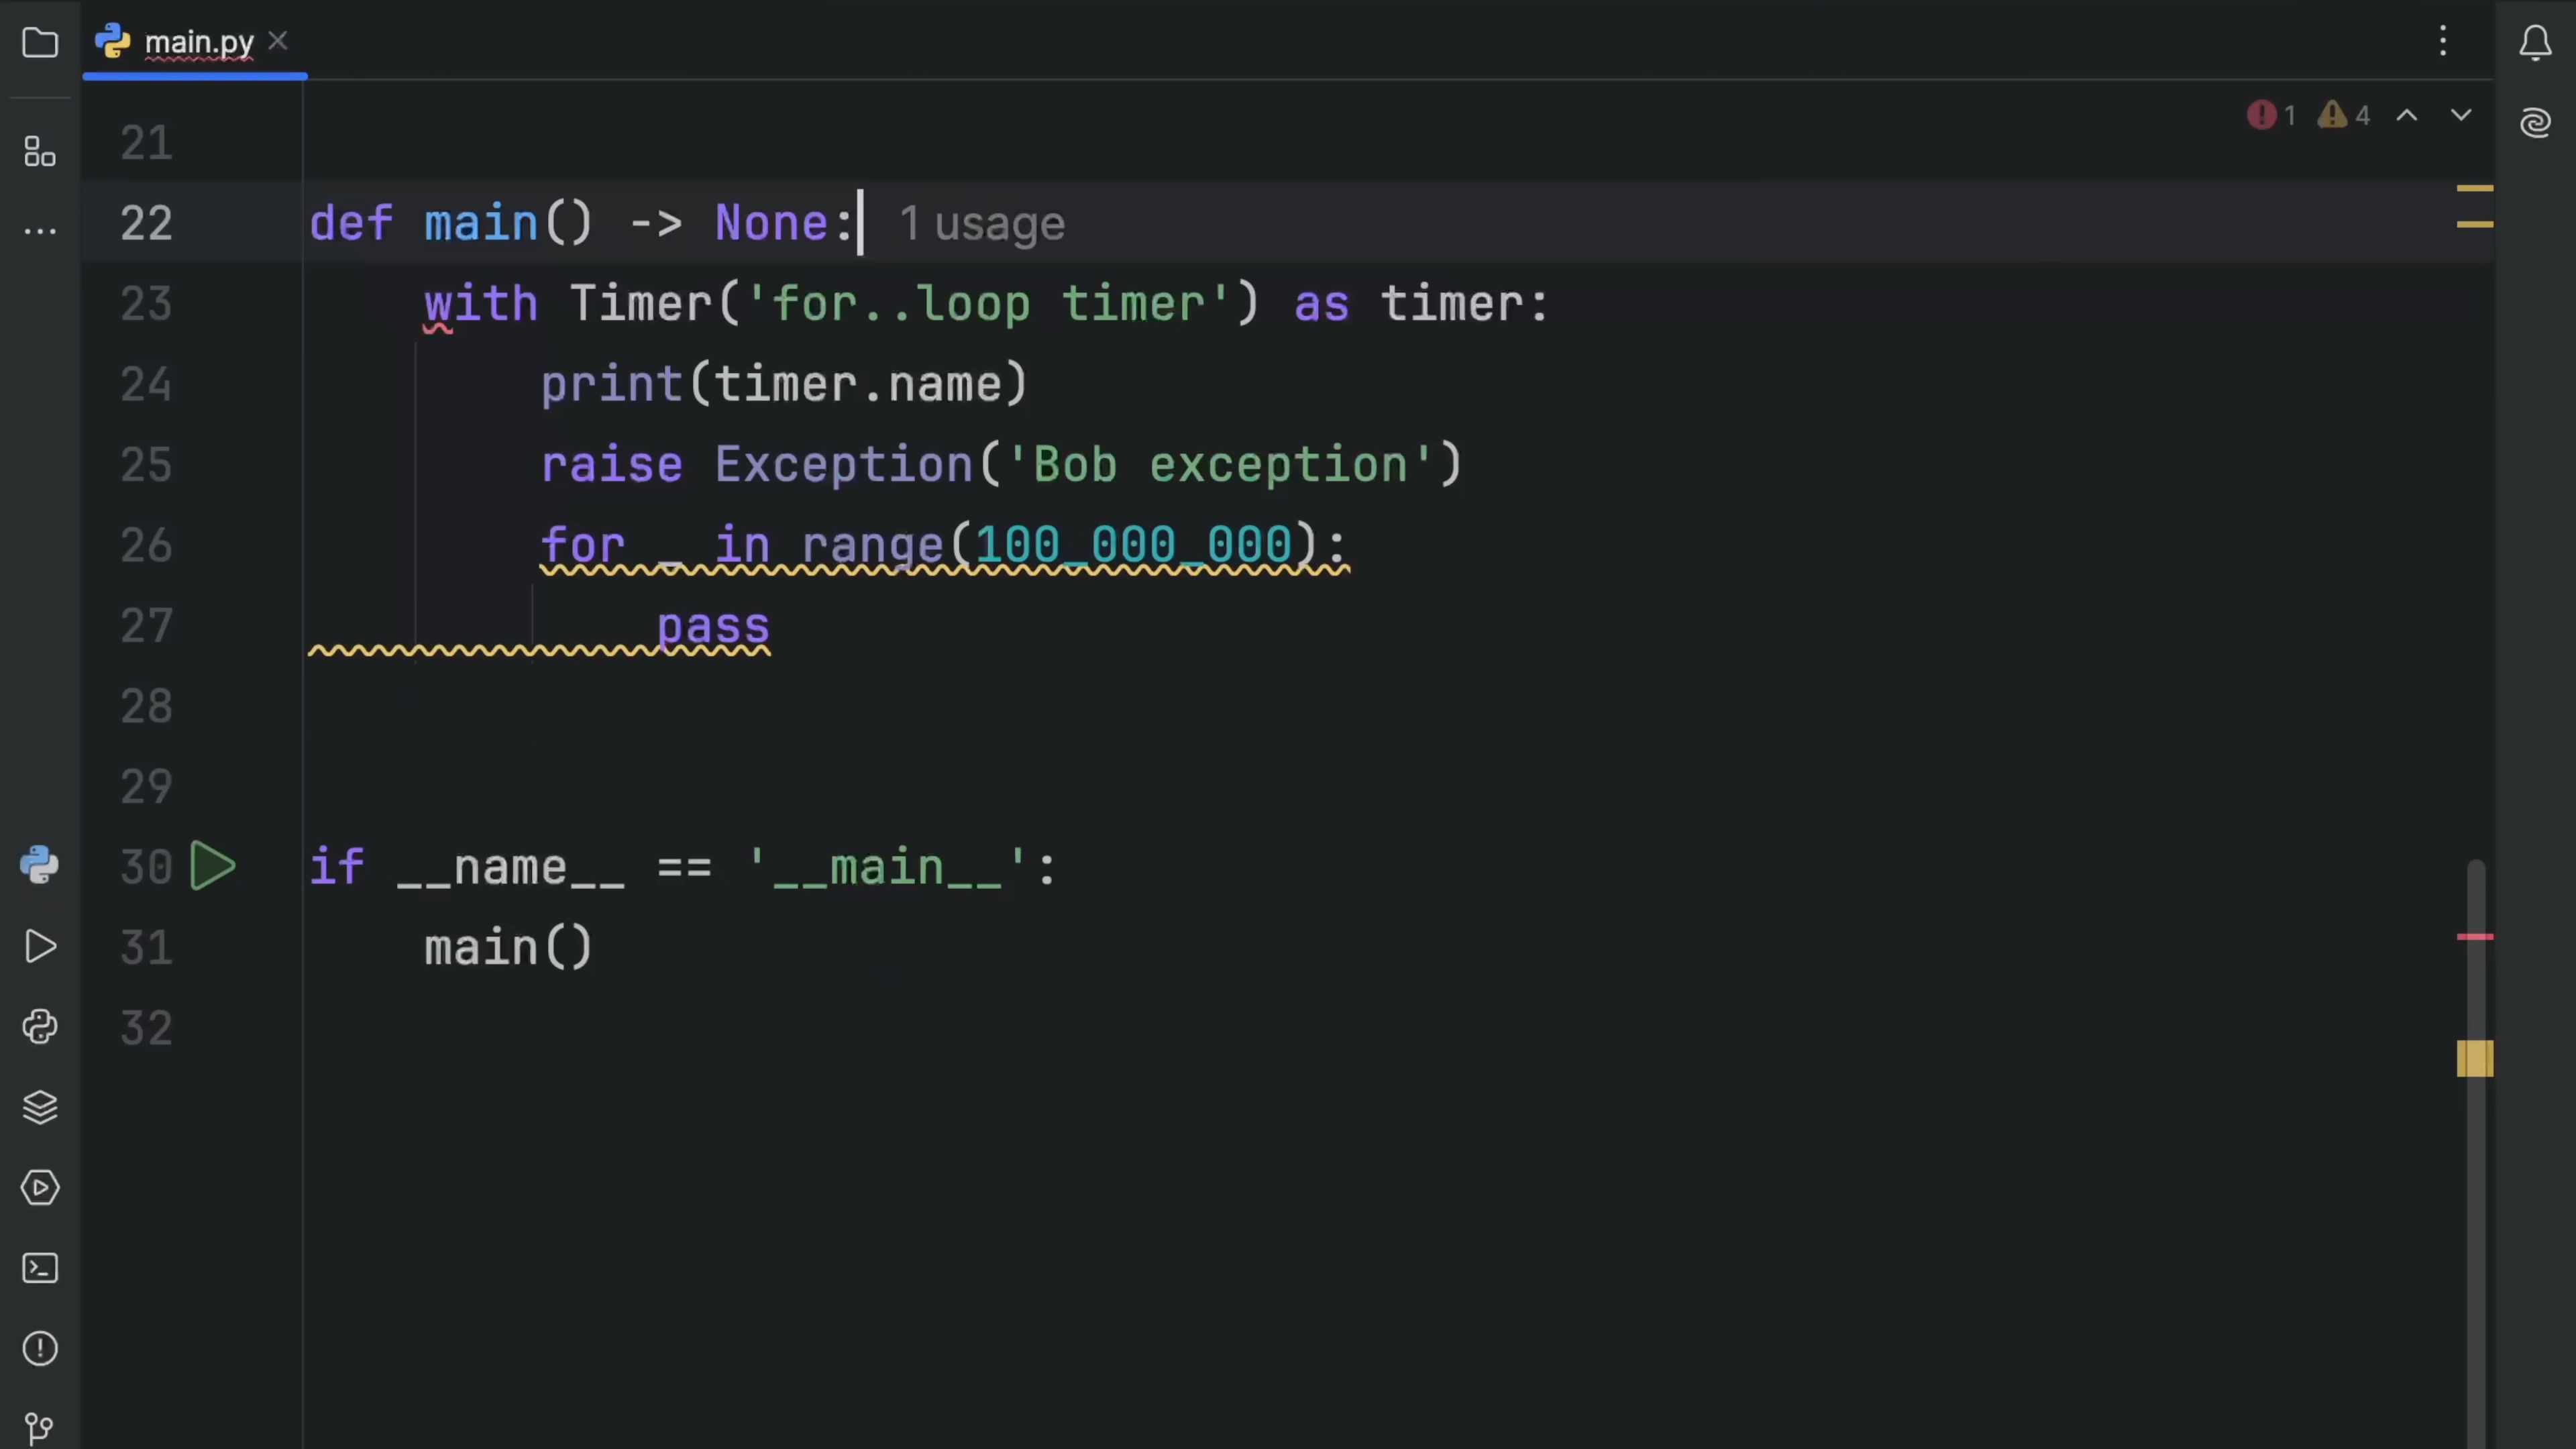 main.py
1 4
21
22 def main() -> None: 1 usage
23 with Timer('for..loop timer') as timer:
24 print(timer.name)
25 raise Exception('Bob exception')
26 for _ in range(100_000_000):
27 pass
28
29
30 if __name__ == '__main__':
31 main()
32